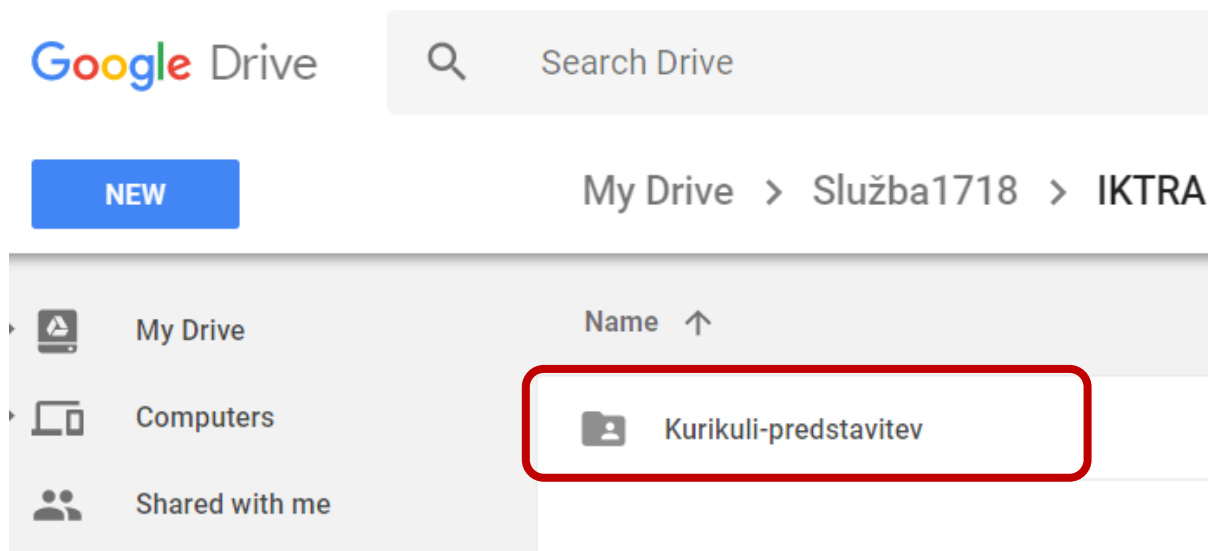 Google Drive Search Drive
NEW My Drive > Služba1718 > IKTRA
My Drive Name ↑
Computers Kurikuli-predstavitev
Shared with me